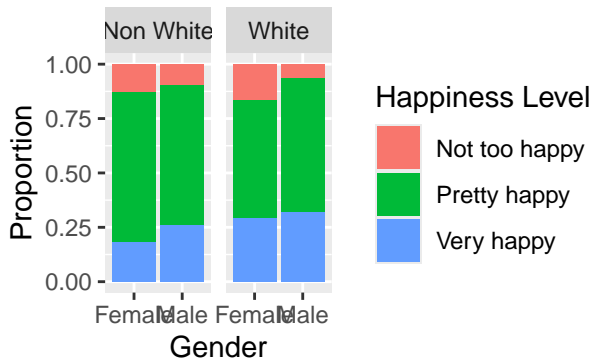 Non White
White
1.00
0.75
0.50
0.25
0.00
Proportion
Female
Male
Female
Male
Gender
Happiness Level
Not too happy
Pretty happy
Very happy